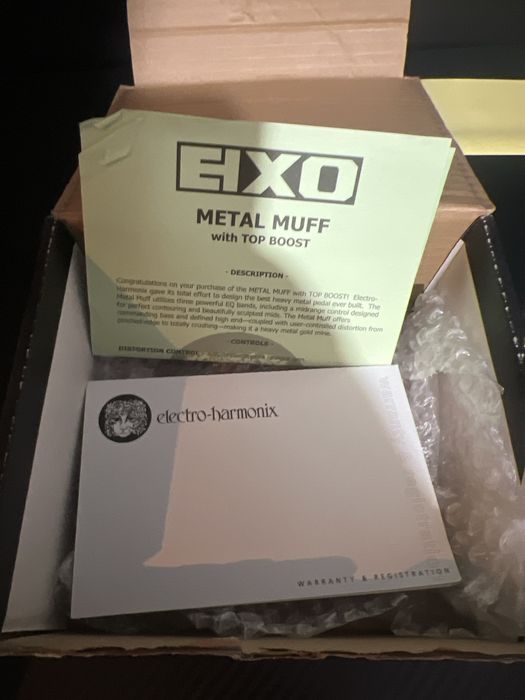 EHXO
METAL MUFF
with TOP BOOST
- DESCRIPTION -
Congratulations on your purchase of the METAL MUFF with TOP BOOST! Electro-
Harmonix gave its total effort to design the best heavy metal pedal ever built. The
Metal Muff utilizes three powerful EQ bands, including a midrange control designed
for perfect contouring and beautifully sculpted mids. The Metal Muff offers
commanding bass and defined high end—coupled with user-controlled distortion from
pinched-edge to totally crushing—making it a heavy metal gold mine.
- CONTROLS -
DISTORTION CONTROL
electro-harmonix
WARRANTY & REGISTRATION